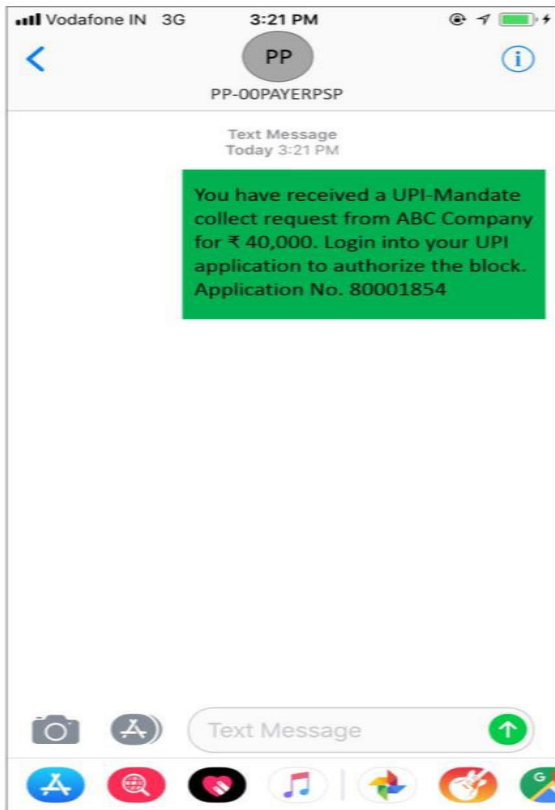 Vodafone IN 3G 3:21 PM
PP
i
PP-00PAYERPSP
Text Message
Today 3:21 PM
You have received a UPI-Mandate
collect request from ABC Company
for ₹ 40,000. Login into your UPI
application to authorize the block.
Application No. 80001854
Text Message
G